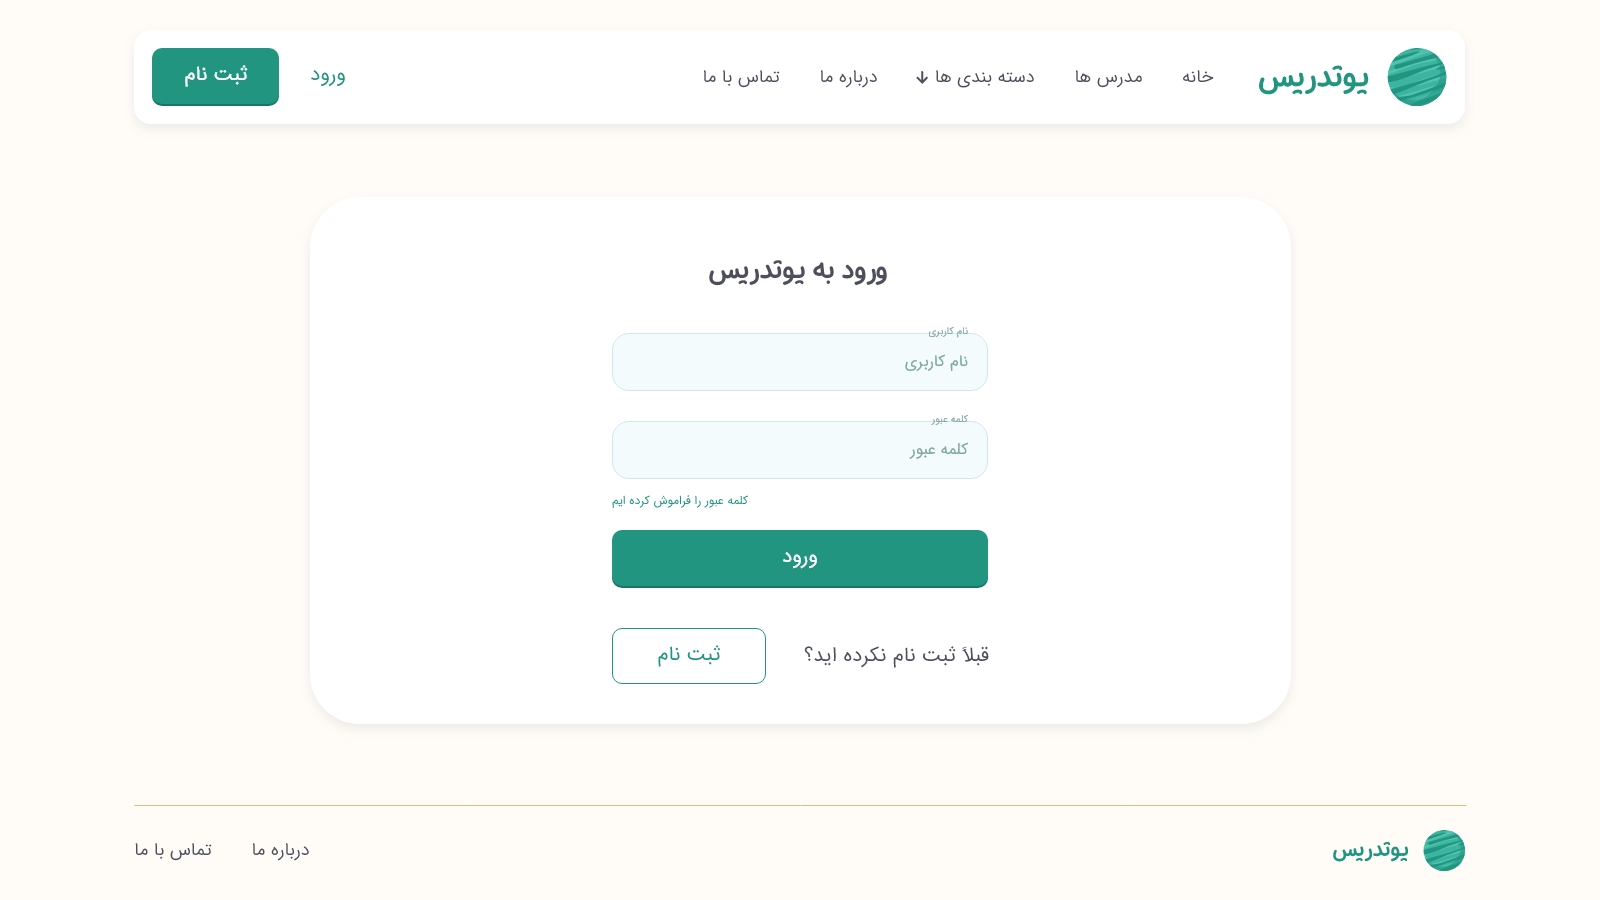 یوتدریس
خانه
مدرس ها
دسته بندی ها
درباره ما
تماس با ما
ورود
ثبت نام
ورود به یوتدریس
نام کاربری
نام کاربری
کلمه عبور
کلمه عبور
کلمه عبور را فراموش کرده ایم
ورود
قبلاً ثبت نام نکرده اید؟
ثبت نام
یوتدریس
درباره ما
تماس با ما